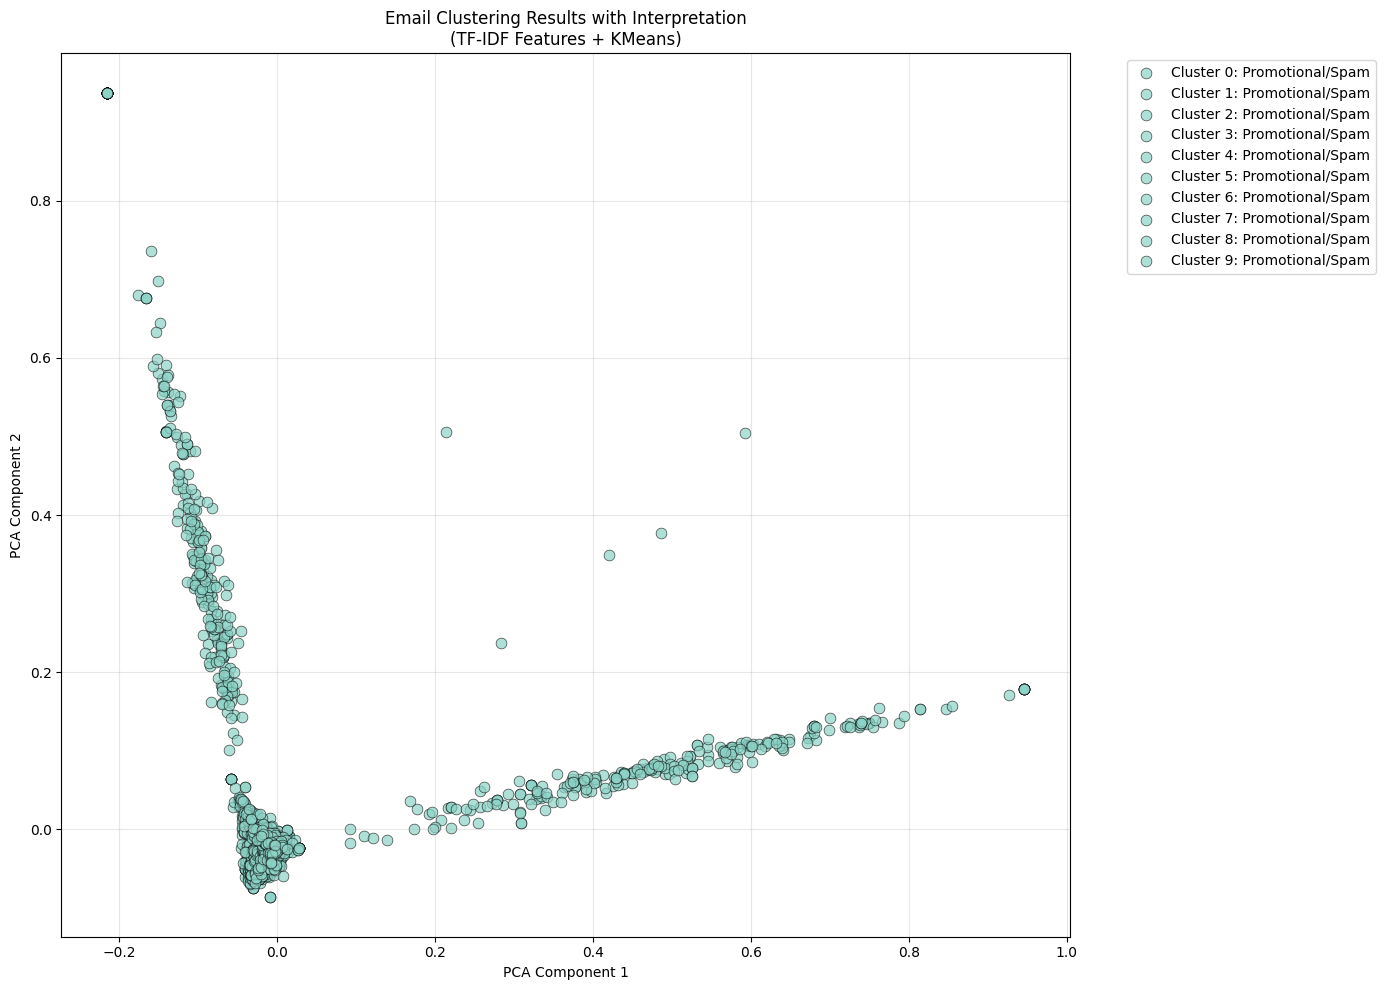 Email Clustering Results with Interpretation
(TF-IDF Features + KMeans)
Cluster 0: Promotional/Spam
Cluster 1: Promotional/Spam
Cluster 2: Promotional/Spam
Cluster 3: Promotional/Spam
Cluster 4: Promotional/Spam
Cluster 5: Promotional/Spam
Cluster 6: Promotional/Spam
Cluster 7: Promotional/Spam
Cluster 8: Promotional/Spam
Cluster 9: Promotional/Spam
PCA Component 2
0.8
0.6
0.4
0.2
0.0
−0.2 0.0 0.2 0.4 0.6 0.8 1.0
PCA Component 1